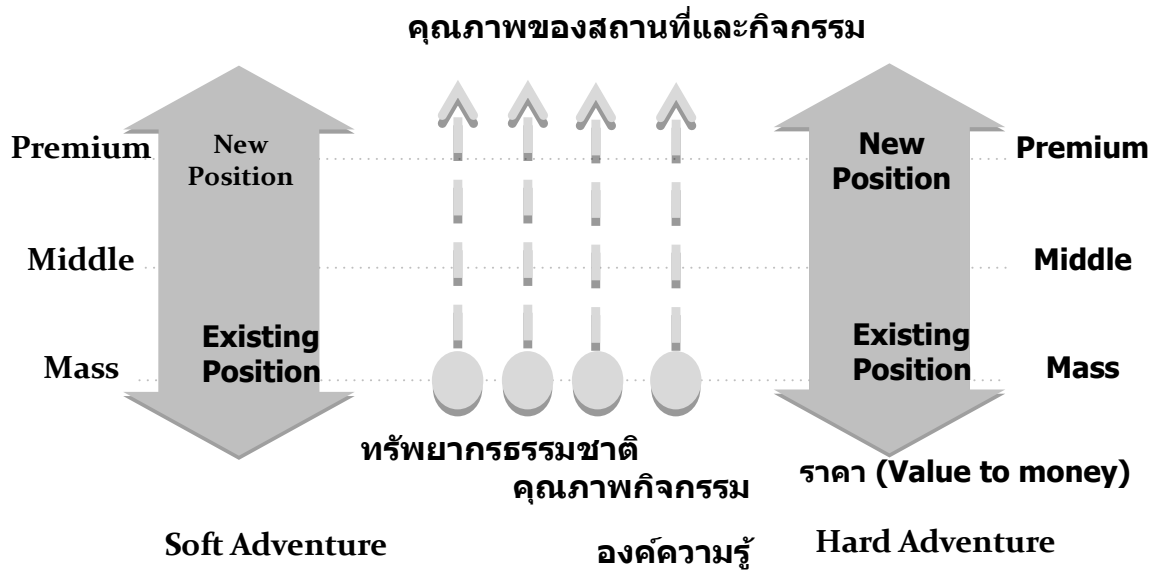 คุณภาพของสถานที่และกิจกรรม
Premium
New
Position
New
Position
Premium
Middle
Middle
Mass
Existing
Position
Existing
Position
Mass
ทรัพยากรธรรมชาติ
คุณภาพกิจกรรม
ราคา (Value to money)
Soft Adventure
องค์ความรู้
Hard Adventure